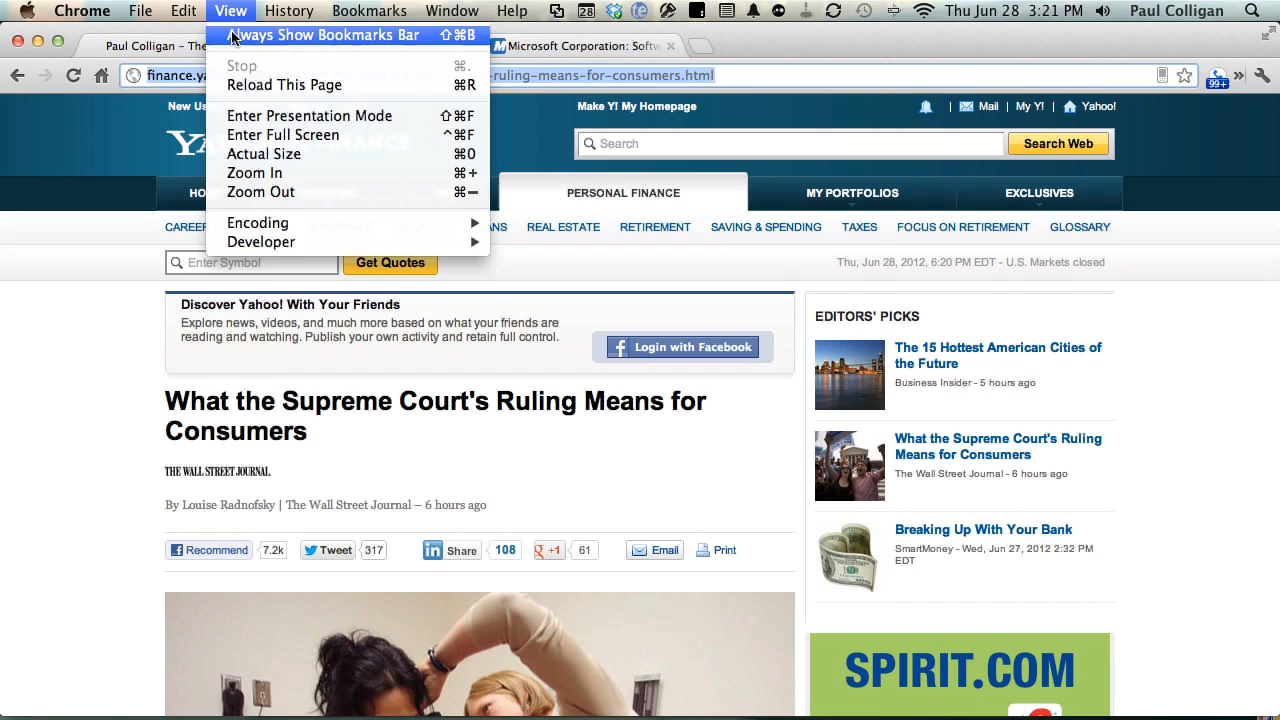 Chrome File Edit View History Bookmarks Window Help 28 Thu Jun 28 3:21 PM Paul Colligan
Paul Colligan – The
Microsoft Corporation: Softw
Always Show Bookmarks Bar ⇧⌘B
Stop ⌘.
Reload This Page ⌘R
Enter Presentation Mode ⇧⌘F
Enter Full Screen ^⌘F
Actual Size ⌘0
Zoom In ⌘+
Zoom Out ⌘−
Encoding
Developer
finance.ya
-ruling-means-for-consumers.html
99+
New Us
Make Y! My Homepage
Mail | My Y! | Yahoo!
Search
Search Web
HO
PERSONAL FINANCE
MY PORTFOLIOS
EXCLUSIVES
CAREER
NS REAL ESTATE RETIREMENT SAVING & SPENDING TAXES FOCUS ON RETIREMENT GLOSSARY
Enter Symbol
Get Quotes
Thu, Jun 28, 2012, 6:20 PM EDT - U.S. Markets closed
Discover Yahoo! With Your Friends
Explore news, videos, and much more based on what your friends are
reading and watching. Publish your own activity and retain full control.
Login with Facebook
What the Supreme Court's Ruling Means for
Consumers
THE WALL STREET JOURNAL.
By Louise Radnofsky | The Wall Street Journal – 6 hours ago
Recommend 7.2k Tweet 317 in Share 108 +1 61 Email Print
EDITORS' PICKS
The 15 Hottest American Cities of
the Future
Business Insider - 5 hours ago
What the Supreme Court's Ruling
Means for Consumers
The Wall Street Journal - 6 hours ago
Breaking Up With Your Bank
SmartMoney - Wed, Jun 27, 2012 2:32 PM
EDT
SPIRIT.COM